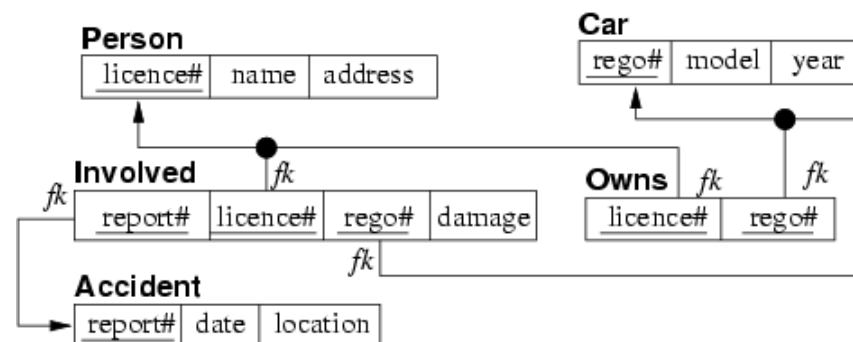 Person
licence# name address
Car
rego# model year
Involved
fk
fk
report# licence# rego# damage
Owns
fk
fk
licence# rego#
fk
Accident
report# date location